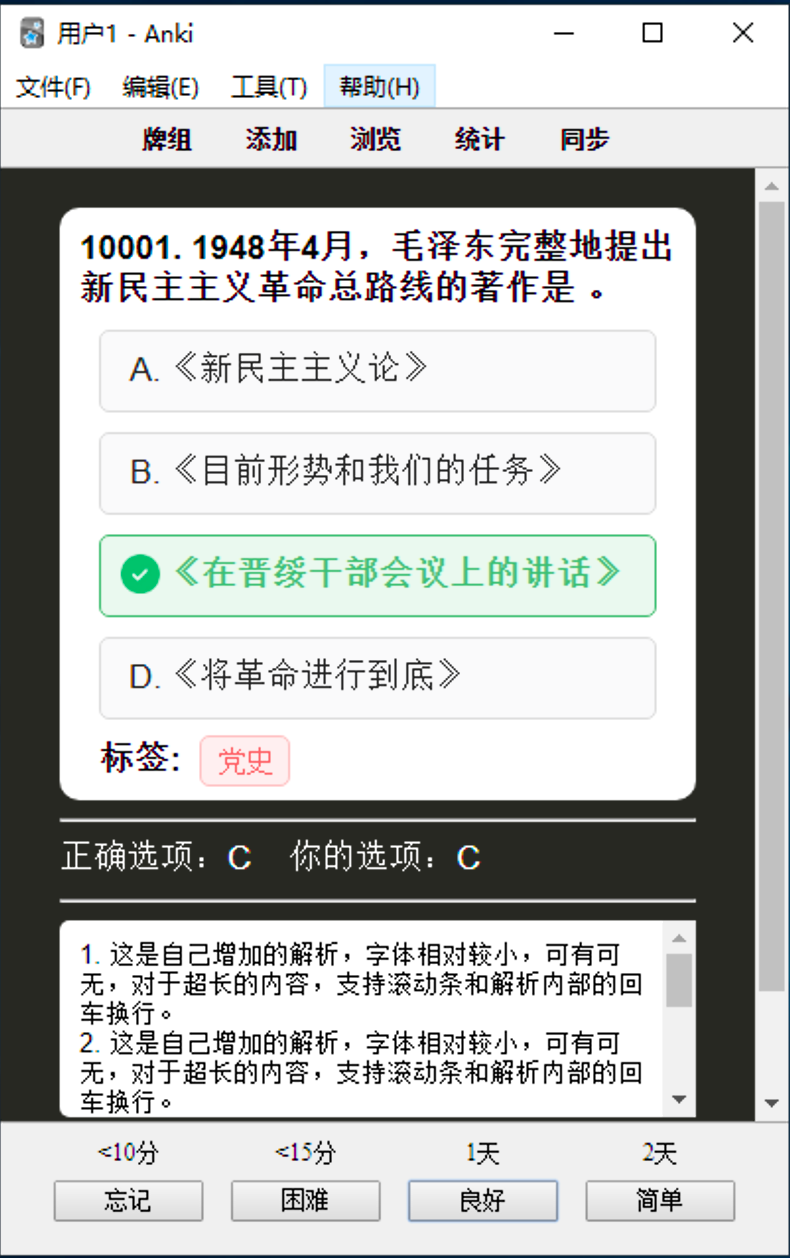 用户1 - Anki
文件(F) 编辑(E) 工具(T) 帮助(H)
牌组 添加 浏览 统计 同步
10001. 1948年4月，毛泽东完整地提出
新民主主义革命总路线的著作是 。
A. 《新民主主义论》
B. 《目前形势和我们的任务》
《在晋绥干部会议上的讲话》
D. 《将革命进行到底》
标签: 党史
正确选项：C 你的选项：C
1. 这是自己增加的解析，字体相对较小，可有可
无，对于超长的内容，支持滚动条和解析内部的回
车换行。
2. 这是自己增加的解析，字体相对较小，可有可
无，对于超长的内容，支持滚动条和解析内部的回
车换行。
<10分 <15分 1天 2天
忘记 困难 良好 简单